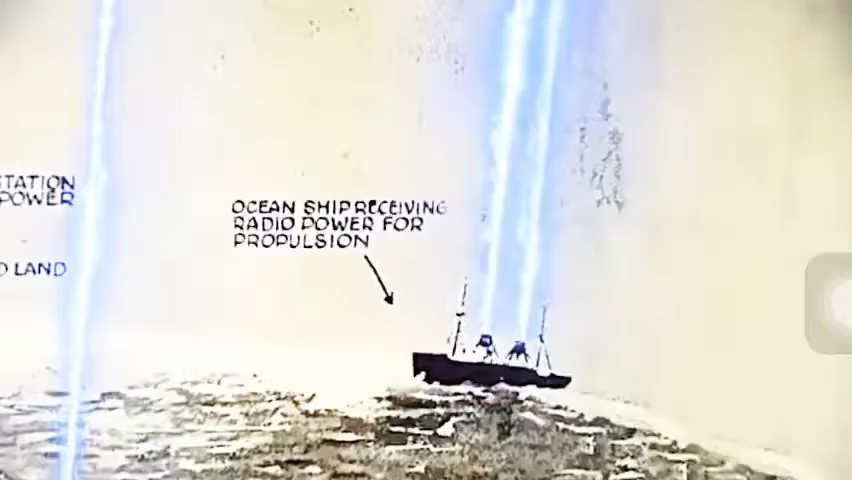 STATION
POWER
LAND
OCEAN SHIP RECEIVING
RADIO POWER FOR
PROPULSION